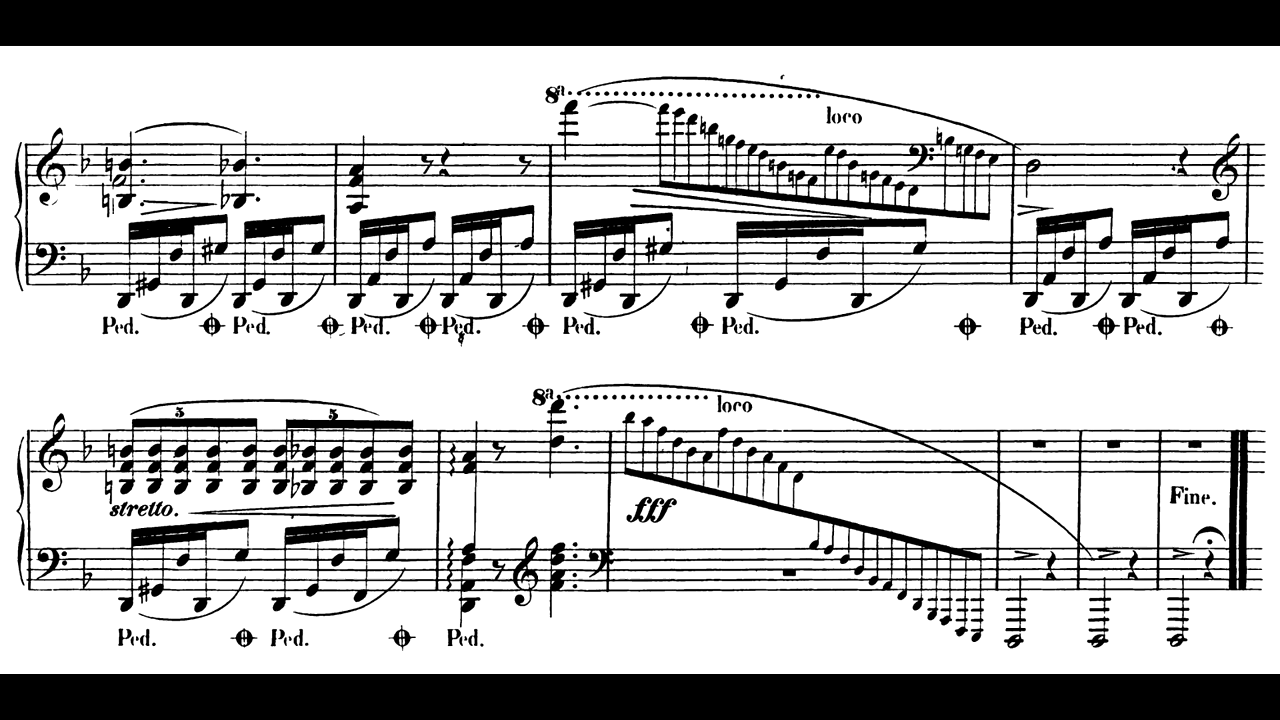 8ª
loco
Ped. Ped. Ped. Ped. Ped. Ped. Ped. Ped.
8ª loco
5 5
stretto. fff Fine.
Ped. Ped. Ped.